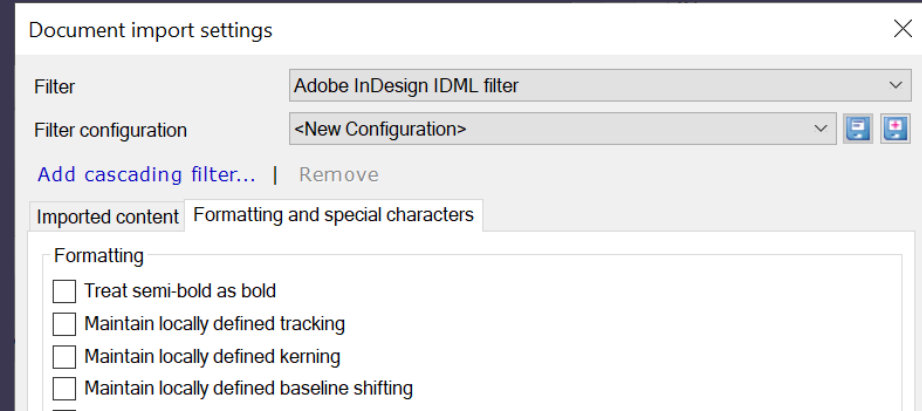 Document import settings
Filter Adobe InDesign IDML filter
Filter configuration <New Configuration>
Add cascading filter... | Remove
Imported content Formatting and special characters
Formatting
Treat semi-bold as bold
Maintain locally defined tracking
Maintain locally defined kerning
Maintain locally defined baseline shifting